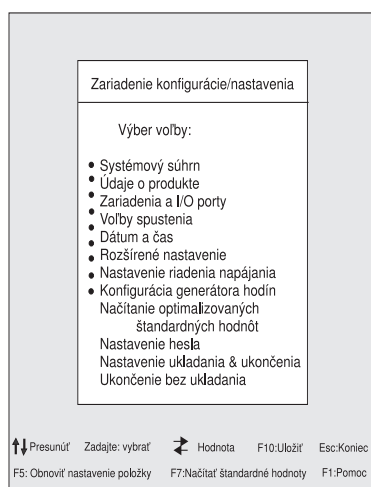 Zariadenie konfigurácie/nastavenia
Výber voľby:
• Systémový súhrn
• Údaje o produkte
• Zariadenia a I/O porty
• Voľby spustenia
• Dátum a čas
• Rozšírené nastavenie
• Nastavenie riadenia napájania
• Konfigurácia generátora hodín
Načítanie optimalizovaných
štandardných hodnôt
Nastavenie hesla
Nastavenie ukladania & ukončenia
Ukončenie bez ukladania
Presunúť Zadajte: vybrať Hodnota F10:Uložiť Esc:Koniec
F5: Obnoviť nastavenie položky F7:Načítať štandardné hodnoty F1:Pomoc